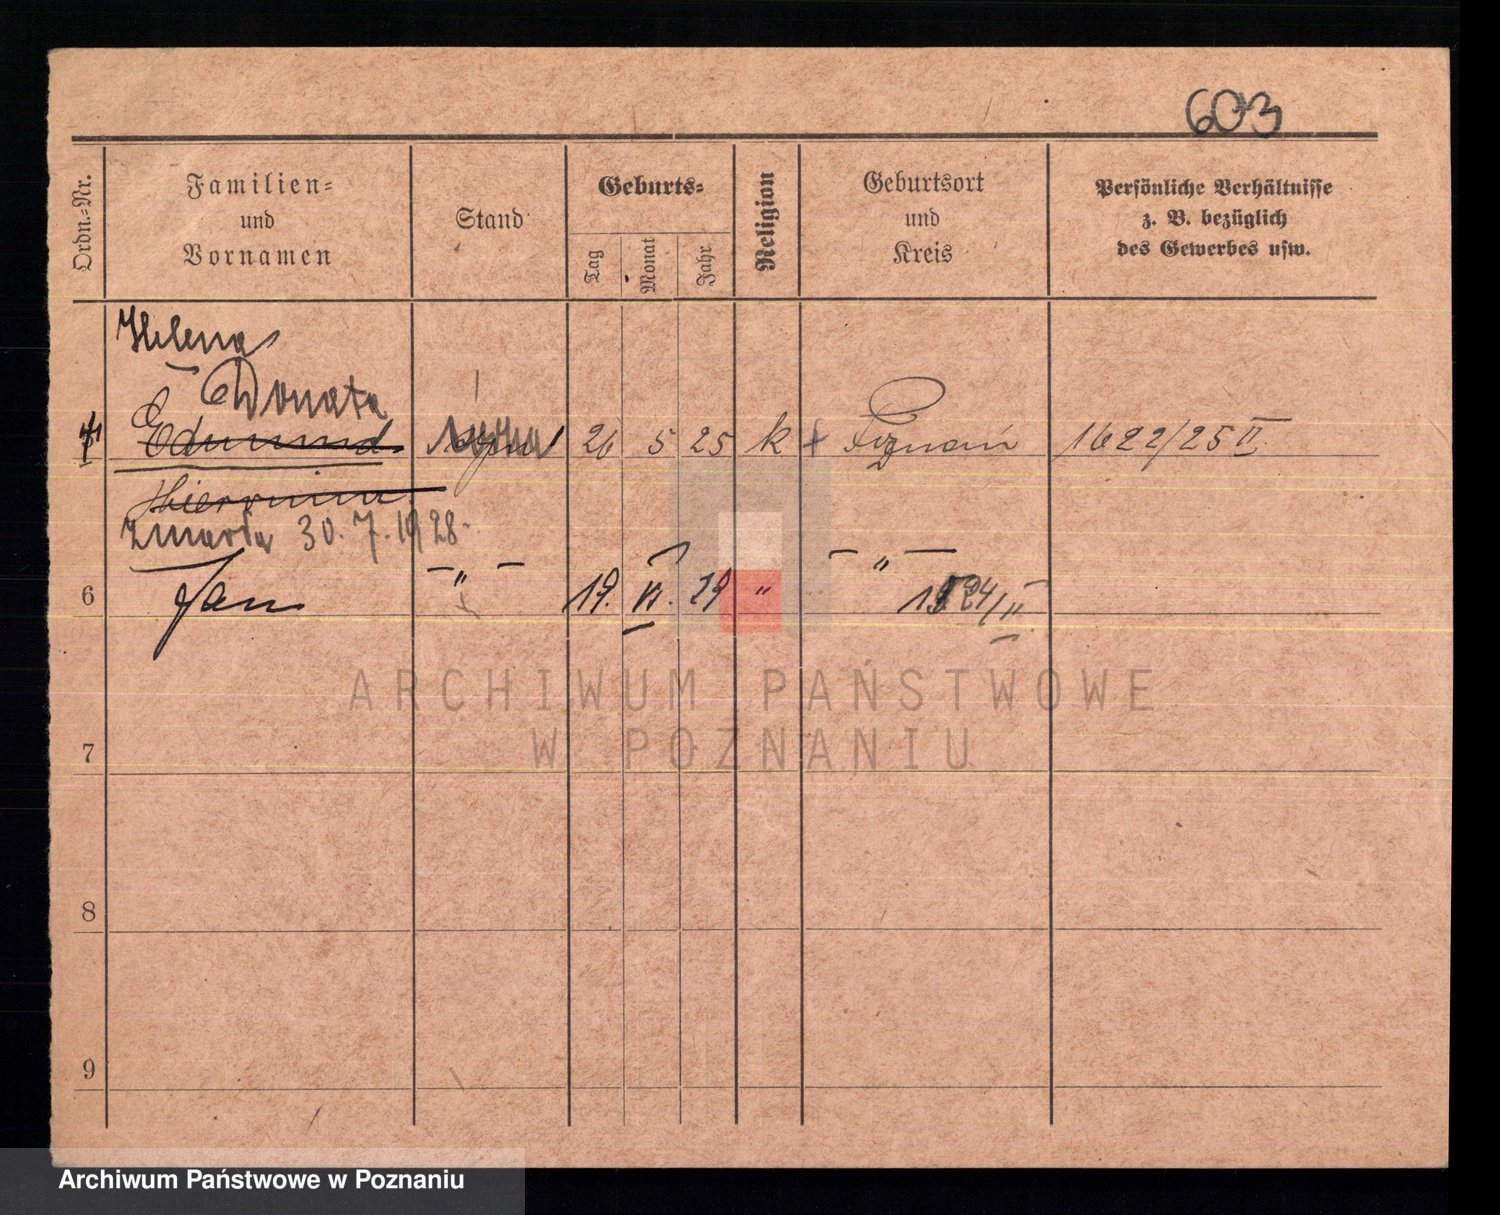 603
Ordn.=Nr.
Familien=
und
Vornamen
Stand
Geburts=
Tag
Monat
Jahr
Religion
Geburtsort
und
Kreis
Persönliche Verhältnisse
z. B. bezüglich
des Gewerbes usw.
Helena
Donata
Edmund 26 5 25 k Poznań 1622/25 II
Hieronima
zmarła 30.7.1928
6 Jan — " — 19. VI. 29 " — " —
7
8
9
ARCHIWUM PAŃSTWOWE
W POZNANIU
Archiwum Państwowe w Poznaniu